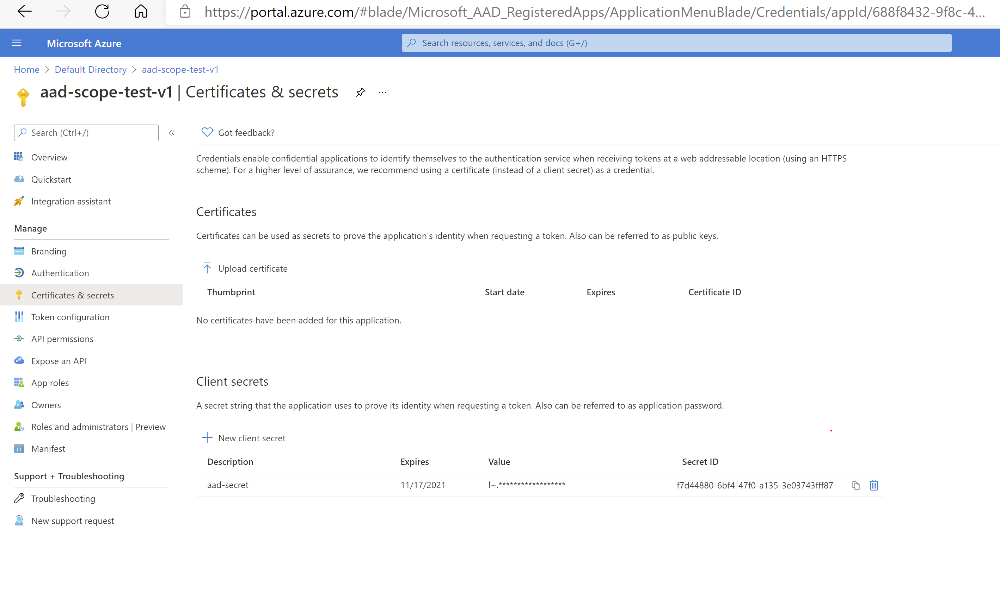 https://portal.azure.com/#blade/Microsoft_AAD_RegisteredApps/ApplicationMenuBlade/Credentials/appId/688f8432-9f8c-4...
Microsoft Azure
Search resources, services, and docs (G+/)
Home > Default Directory > aad-scope-test-v1
aad-scope-test-v1 | Certificates & secrets ...
Search (Ctrl+/) «
Overview
Quickstart
Integration assistant
Manage
Branding
Authentication
Certificates & secrets
Token configuration
API permissions
Expose an API
App roles
Owners
Roles and administrators | Preview
Manifest
Support + Troubleshooting
Troubleshooting
New support request
Got feedback?
Credentials enable confidential applications to identify themselves to the authentication service when receiving tokens at a web addressable location (using an HTTPS
scheme). For a higher level of assurance, we recommend using a certificate (instead of a client secret) as a credential.
Certificates
Certificates can be used as secrets to prove the application’s identity when requesting a token. Also can be referred to as public keys.
Upload certificate
Thumbprint Start date Expires Certificate ID
No certificates have been added for this application.
Client secrets
A secret string that the application uses to prove its identity when requesting a token. Also can be referred to as application password.
New client secret
Description Expires Value Secret ID
aad-secret 11/17/2021 l~.****************** f7d44880-6bf4-47f0-a135-3e03743fff87